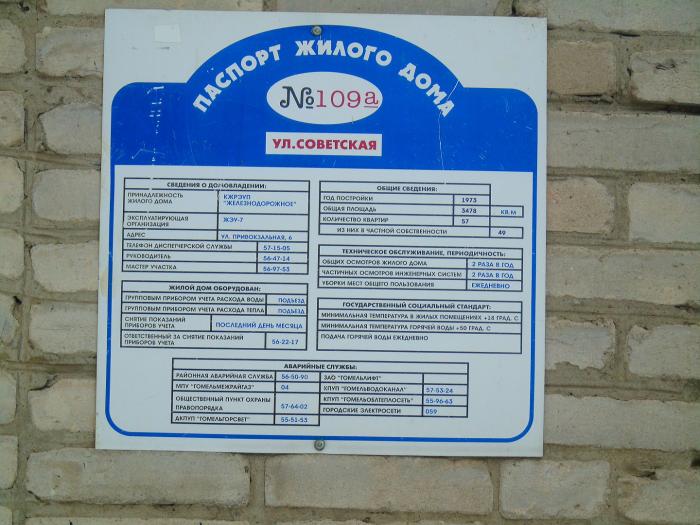 ПАСПОРТ ЖИЛОГО ДОМА
№109а
УЛ.СОВЕТСКАЯ
СВЕДЕНИЯ О ДОМОВЛАДЕНИИ:
ПРИНАДЛЕЖНОСТЬ ЖИЛОГО ДОМА КЖРЭУП "ЖЕЛЕЗНОДОРОЖНОЕ"
ЭКСПЛУАТИРУЮЩАЯ ОРГАНИЗАЦИЯ ЖЭУ-7
АДРЕС УЛ. ПРИВОКЗАЛЬНАЯ, 6
ТЕЛЕФОН ДИСПЕТЧЕРСКОЙ СЛУЖБЫ 57-15-05
РУКОВОДИТЕЛЬ 56-47-14
МАСТЕР УЧАСТКА 56-97-53
ЖИЛОЙ ДОМ ОБОРУДОВАН:
ГРУППОВЫМ ПРИБОРОМ УЧЕТА РАСХОДА ВОДЫ ПОДЪЕЗД
ГРУППОВЫМ ПРИБОРОМ УЧЕТА РАСХОДА ТЕПЛА ПОДЪЕЗД
СНЯТИЕ ПОКАЗАНИЙ ПРИБОРОВ УЧЕТА ПОСЛЕДНИЙ ДЕНЬ МЕСЯЦА
ОТВЕТСТВЕННЫЙ ЗА СНЯТИЕ ПОКАЗАНИЙ ПРИБОРОВ УЧЕТА 56-22-17
ОБЩИЕ СВЕДЕНИЯ:
ГОД ПОСТРОЙКИ 1973
ОБЩАЯ ПЛОЩАДЬ 3478 КВ.М
КОЛИЧЕСТВО КВАРТИР 57
ИЗ НИХ В ЧАСТНОЙ СОБСТВЕННОСТИ 49
ТЕХНИЧЕСКОЕ ОБСЛУЖИВАНИЕ, ПЕРИОДИЧНОСТЬ:
ОБЩИХ ОСМОТРОВ ЖИЛОГО ДОМА 2 РАЗА В ГОД
ЧАСТИЧНЫХ ОСМОТРОВ ИНЖЕНЕРНЫХ СИСТЕМ 2 РАЗА В ГОД
УБОРКИ МЕСТ ОБЩЕГО ПОЛЬЗОВАНИЯ ЕЖЕДНЕВНО
ГОСУДАРСТВЕННЫЙ СОЦИАЛЬНЫЙ СТАНДАРТ:
МИНИМАЛЬНАЯ ТЕМПЕРАТУРА В ЖИЛЫХ ПОМЕЩЕНИЯХ +18 ГРАД. С
МИНИМАЛЬНАЯ ТЕМПЕРАТУРА ГОРЯЧЕЙ ВОДЫ +50 ГРАД. С
ПОДАЧА ГОРЯЧЕЙ ВОДЫ ЕЖЕДНЕВНО
АВАРИЙНЫЕ СЛУЖБЫ:
РАЙОННАЯ АВАРИЙНАЯ СЛУЖБА 56-50-90
МПУ "ГОМЕЛЬМЕЖРАЙГАЗ" 04
ОБЩЕСТВЕННЫЙ ПУНКТ ОХРАНЫ ПРАВОПОРЯДКА 57-64-02
ДКПУП "ГОМЕЛЬГОРСВЕТ" 55-51-53
ЗАО "ГОМЕЛЬЛИФТ"
КПУП "ГОМЕЛЬВОДОКАНАЛ" 57-53-24
КПУП "ГОМЕЛЬОБЛТЕПЛОСЕТЬ" 55-96-63
ГОРОДСКИЕ ЭЛЕКТРОСЕТИ 059